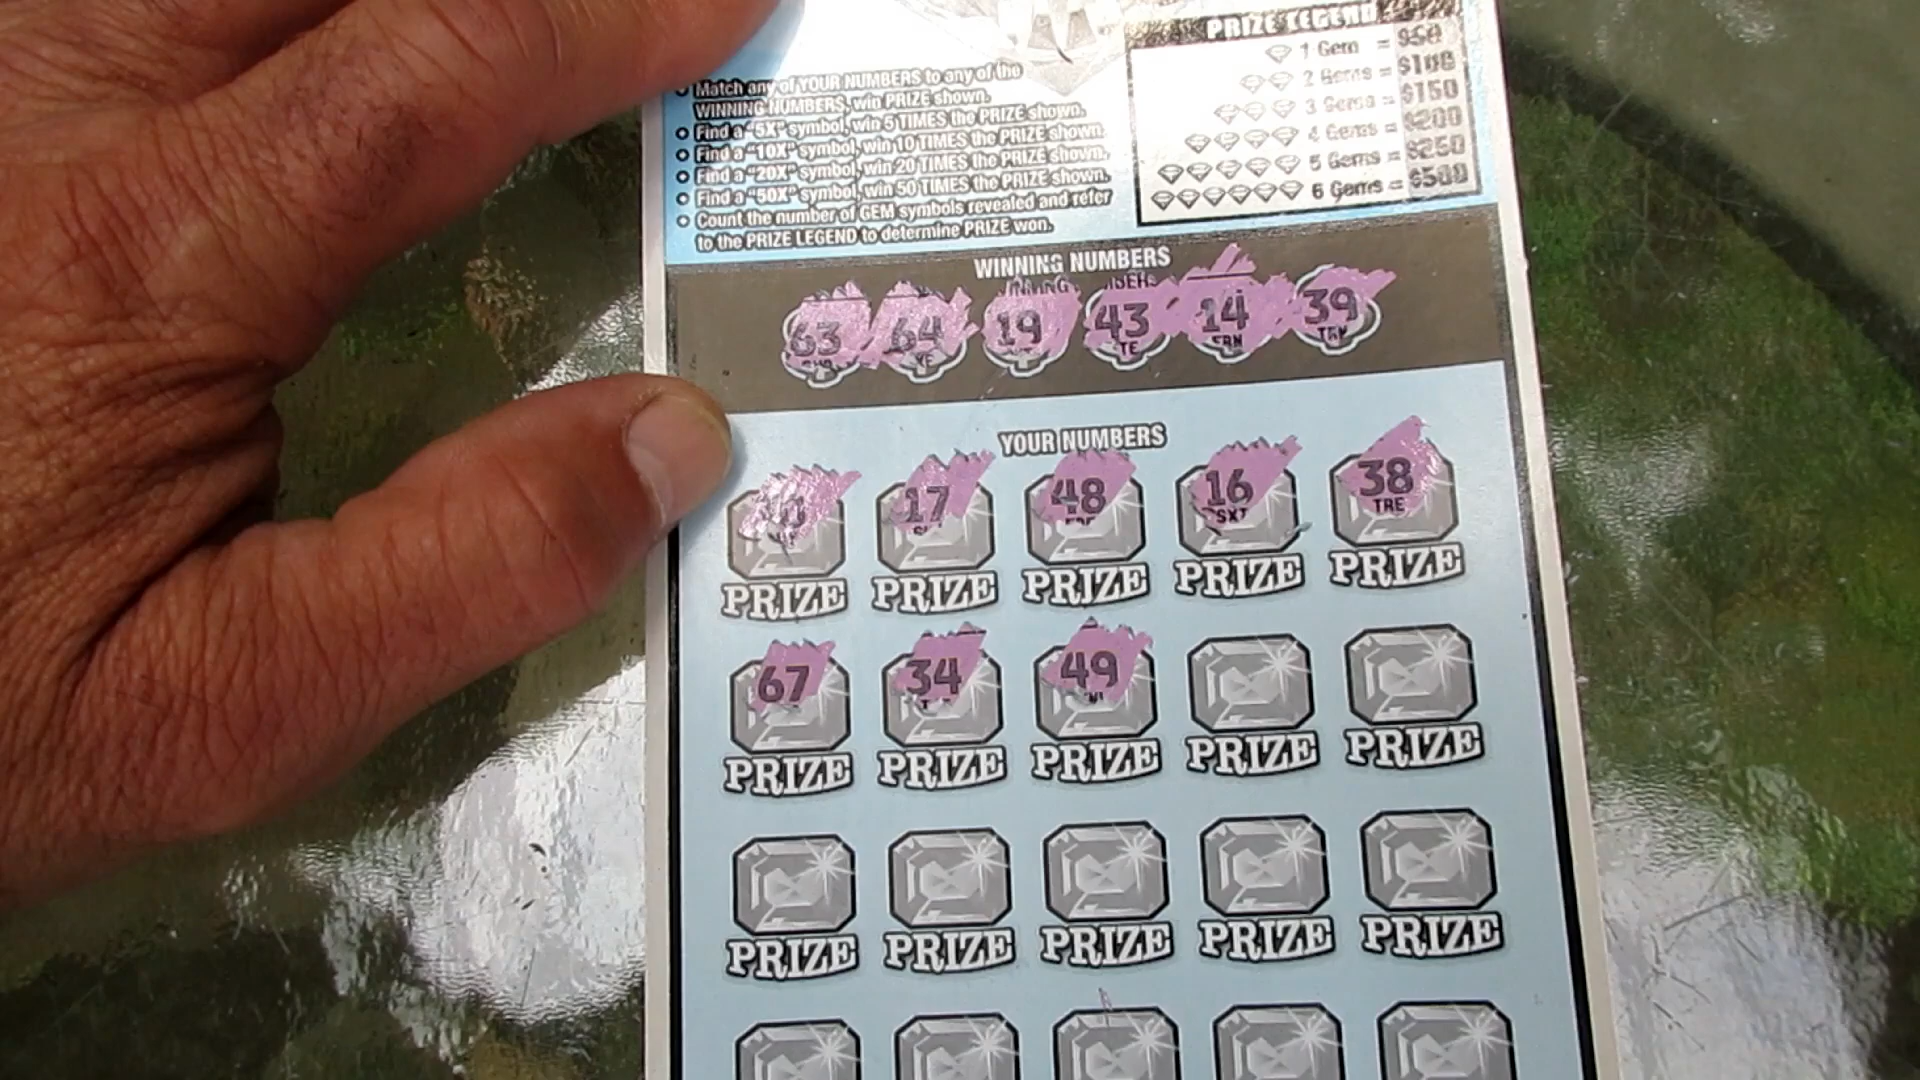 PRIZE LEGEND
1 Gem = $50
2 Gems = $100
3 Gems = $150
4 Gems = $200
5 Gems = $250
6 Gems = $500
Match any of YOUR NUMBERS to any of the
WINNING NUMBERS, win PRIZE shown.
Find a "5X" symbol, win 5 TIMES the PRIZE shown.
Find a "10X" symbol, win 10 TIMES the PRIZE shown.
Find a "20X" symbol, win 20 TIMES the PRIZE shown.
Find a "50X" symbol, win 50 TIMES the PRIZE shown.
Count the number of GEM symbols revealed and refer
to the PRIZE LEGEND to determine PRIZE won.
WINNING NUMBERS
63 64 19 43 14 39
YOUR NUMBERS
17 48 16 38
SXT TRE
PRIZE PRIZE PRIZE PRIZE PRIZE
67 34 49
PRIZE PRIZE PRIZE PRIZE PRIZE
PRIZE PRIZE PRIZE PRIZE PRIZE